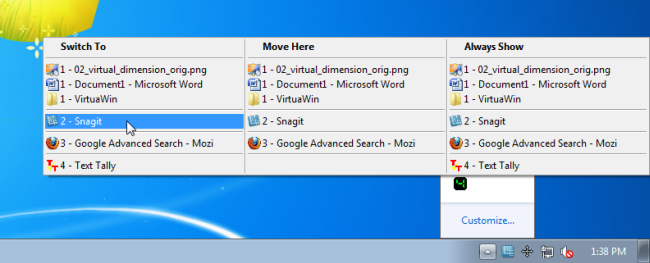 Switch To Move Here Always Show
1 - 02_virtual_dimension_orig.png 1 - 02_virtual_dimension_orig.png 1 - 02_virtual_dimension_orig.png
1 - Document1 - Microsoft Word 1 - Document1 - Microsoft Word 1 - Document1 - Microsoft Word
1 - VirtuaWin 1 - VirtuaWin 1 - VirtuaWin
2 - Snagit 2 - Snagit 2 - Snagit
3 - Google Advanced Search - Mozi 3 - Google Advanced Search - Mozi 3 - Google Advanced Search - Mozi
4 - Text Tally 4 - Text Tally
Customize...
1:38 PM